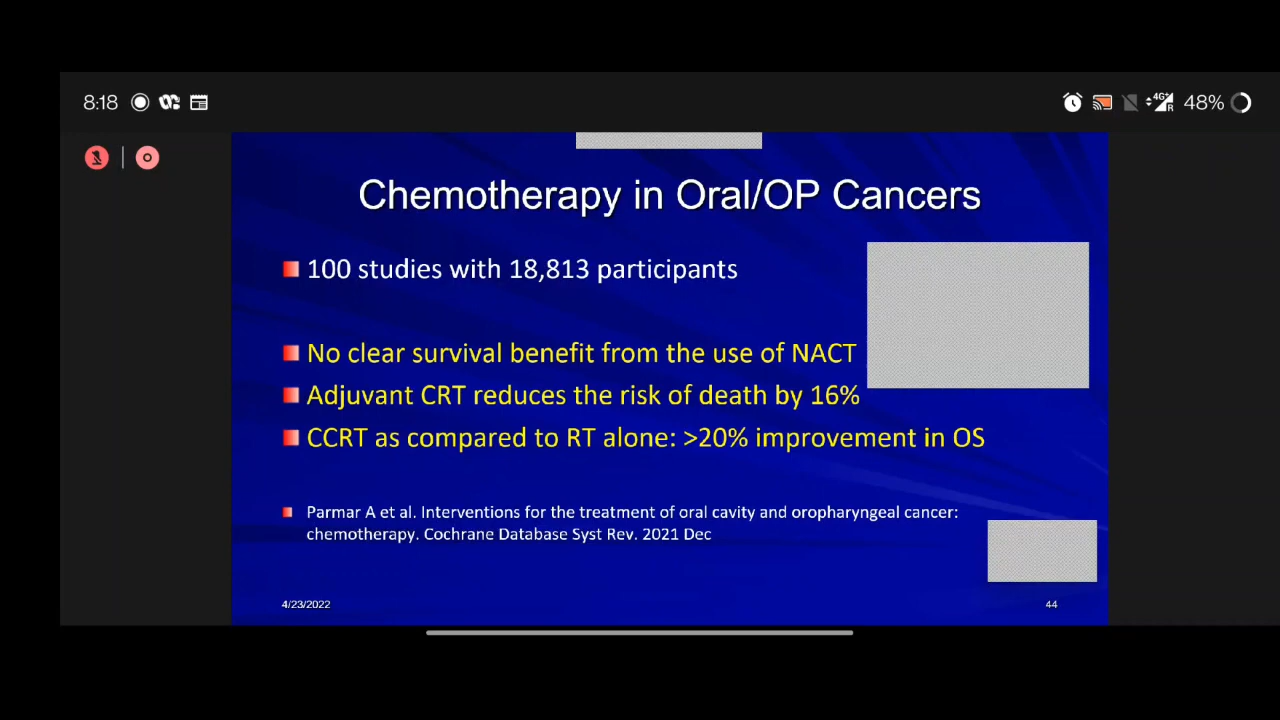 8:18
4G+
R
48%
Chemotherapy in Oral/OP Cancers
100 studies with 18,813 participants
No clear survival benefit from the use of NACT
Adjuvant CRT reduces the risk of death by 16%
CCRT as compared to RT alone: >20% improvement in OS
Parmar A et al. Interventions for the treatment of oral cavity and oropharyngeal cancer:
chemotherapy. Cochrane Database Syst Rev. 2021 Dec
4/23/2022
44